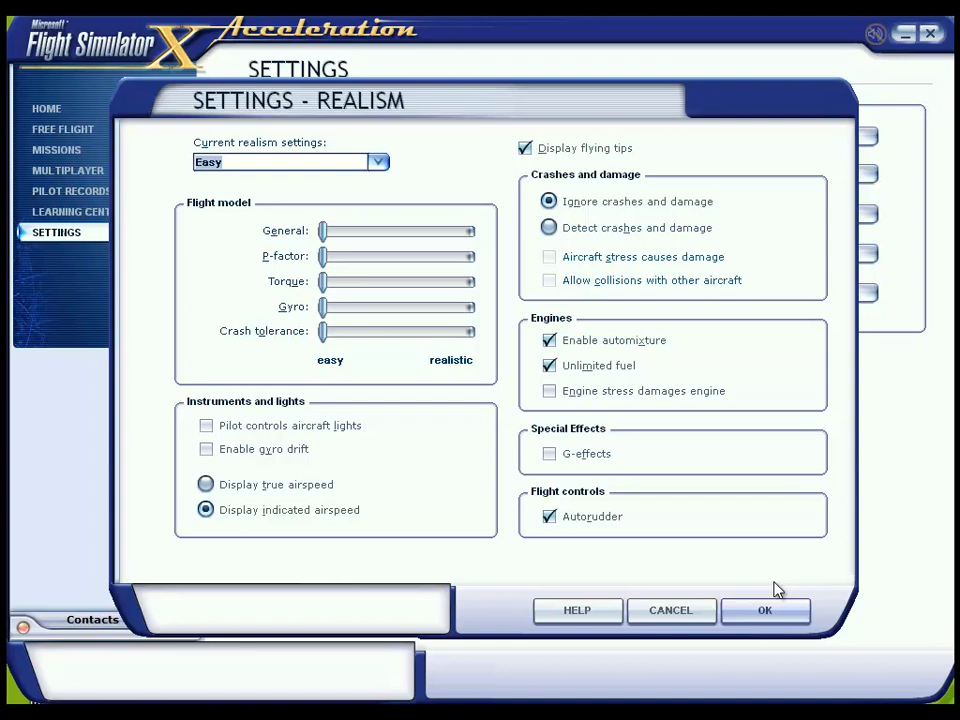 Microsoft
Flight Simulator X Acceleration
SETTINGS
SETTINGS - REALISM
HOME
FREE FLIGHT
MISSIONS
MULTIPLAYER
PILOT RECORDS
LEARNING CENT
SETTINGS
Current realism settings:
Easy
Flight model
General:
P-factor:
Torque:
Gyro:
Crash tolerance:
easy realistic
Instruments and lights
Pilot controls aircraft lights
Enable gyro drift
Display true airspeed
Display indicated airspeed
Display flying tips
Crashes and damage
Ignore crashes and damage
Detect crashes and damage
Aircraft stress causes damage
Allow collisions with other aircraft
Engines
Enable automixture
Unlimited fuel
Engine stress damages engine
Special Effects
G-effects
Flight controls
Autorudder
HELP CANCEL OK
Contacts